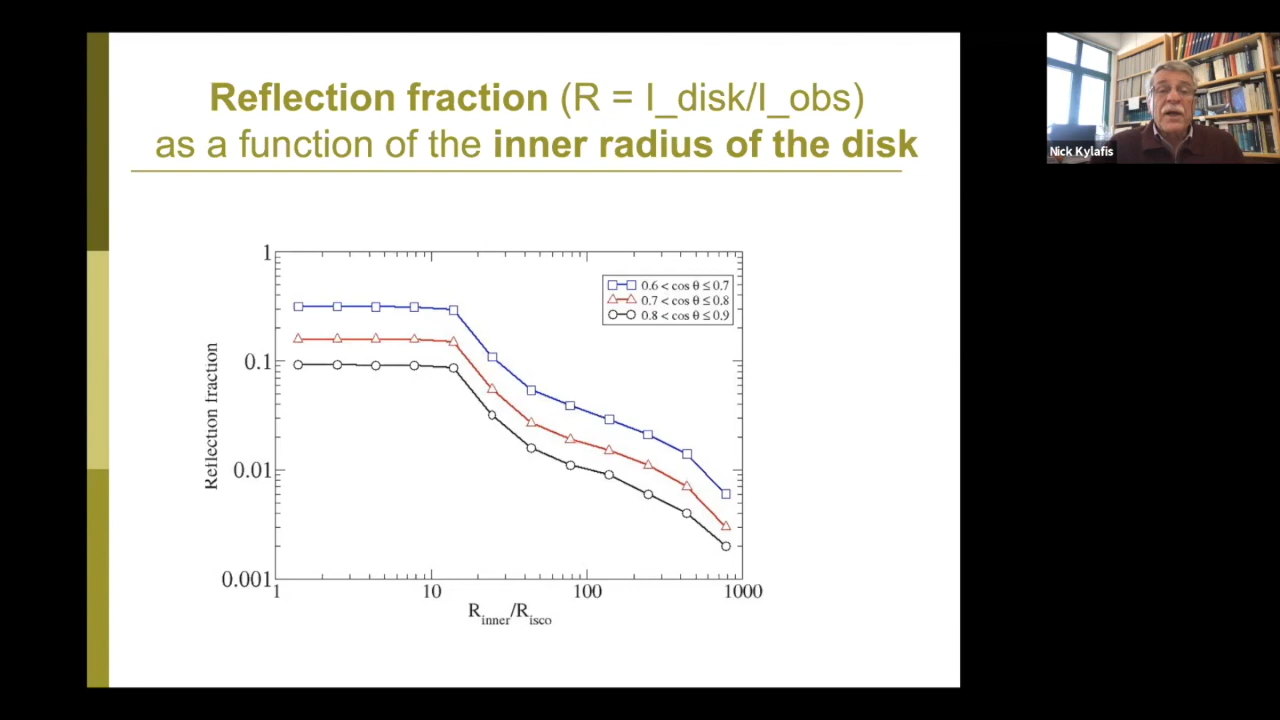 Reflection fraction (R = I_disk/I_obs)
as a function of the inner radius of the disk
Nick Kylafis
1
0.1
0.01
0.001
Reflection fraction
0.6 < cos θ ≤ 0.7
0.7 < cos θ ≤ 0.8
0.8 < cos θ ≤ 0.9
1
10
100
1000
R_inner/R_isco